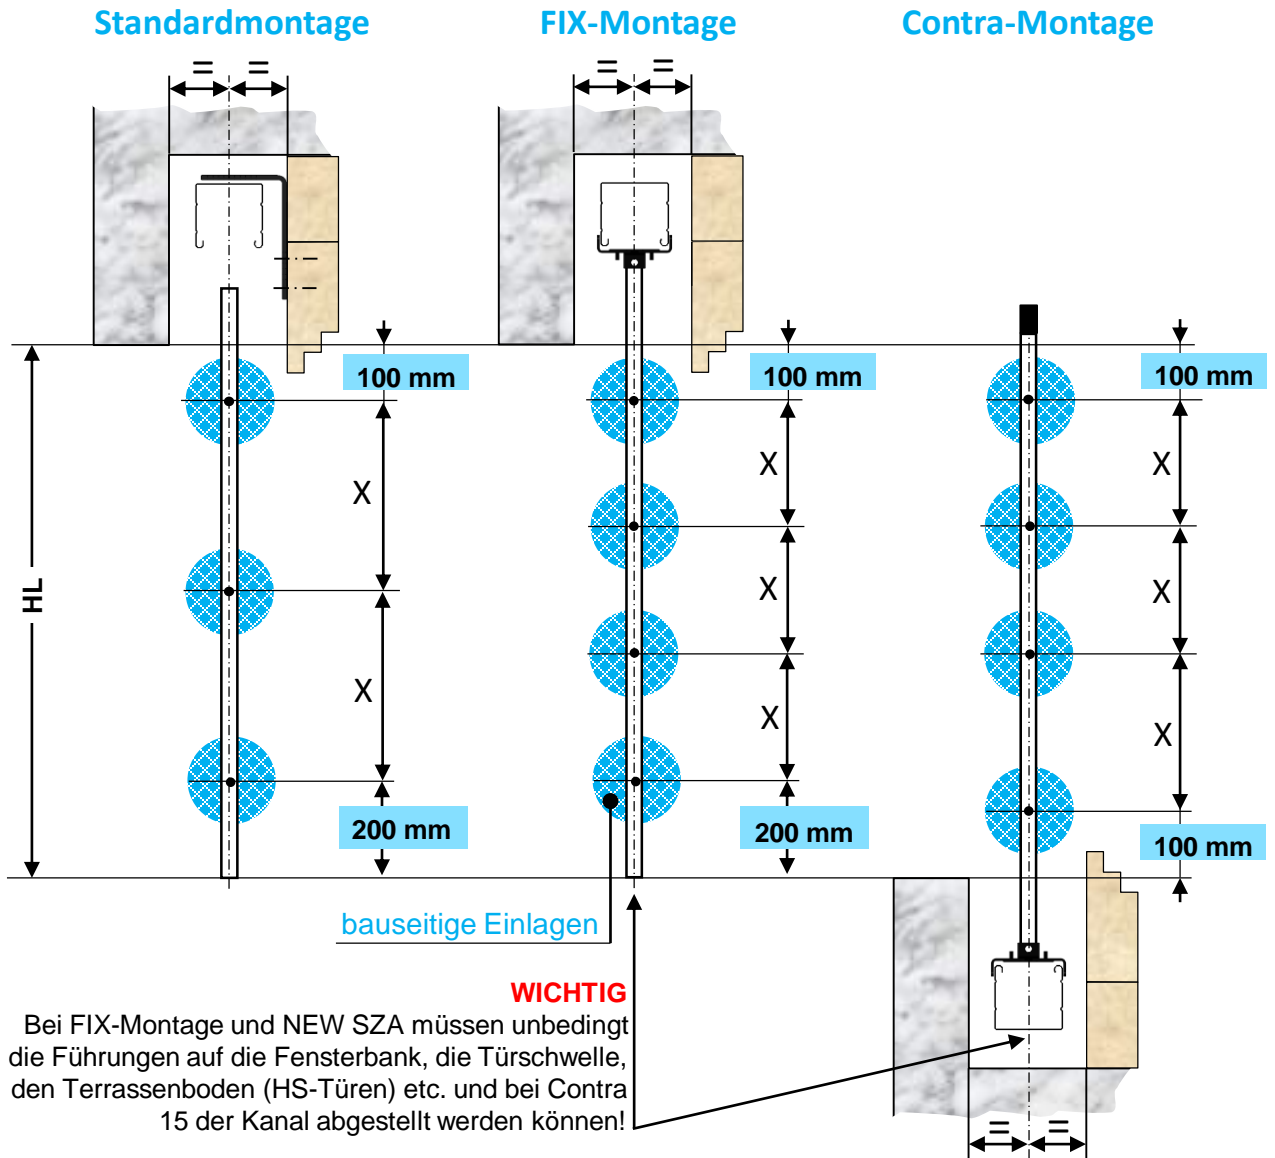 Standardmontage
FIX-Montage
Contra-Montage
= =
= =
100 mm
100 mm
100 mm
X
X
X
X
X
X
X
X
HL
200 mm
200 mm
100 mm
bauseitige Einlagen
WICHTIG
Bei FIX-Montage und NEW SZA müssen unbedingt
die Führungen auf die Fensterbank, die Türschwelle,
den Terrassenboden (HS-Türen) etc. und bei Contra
15 der Kanal abgestellt werden können!
= =